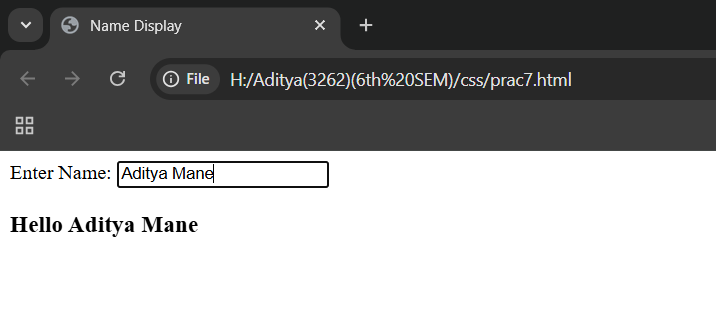 Name Display
File H:/Aditya(3262)(6th%20SEM)/css/prac7.html
Enter Name: Aditya Mane
Hello Aditya Mane